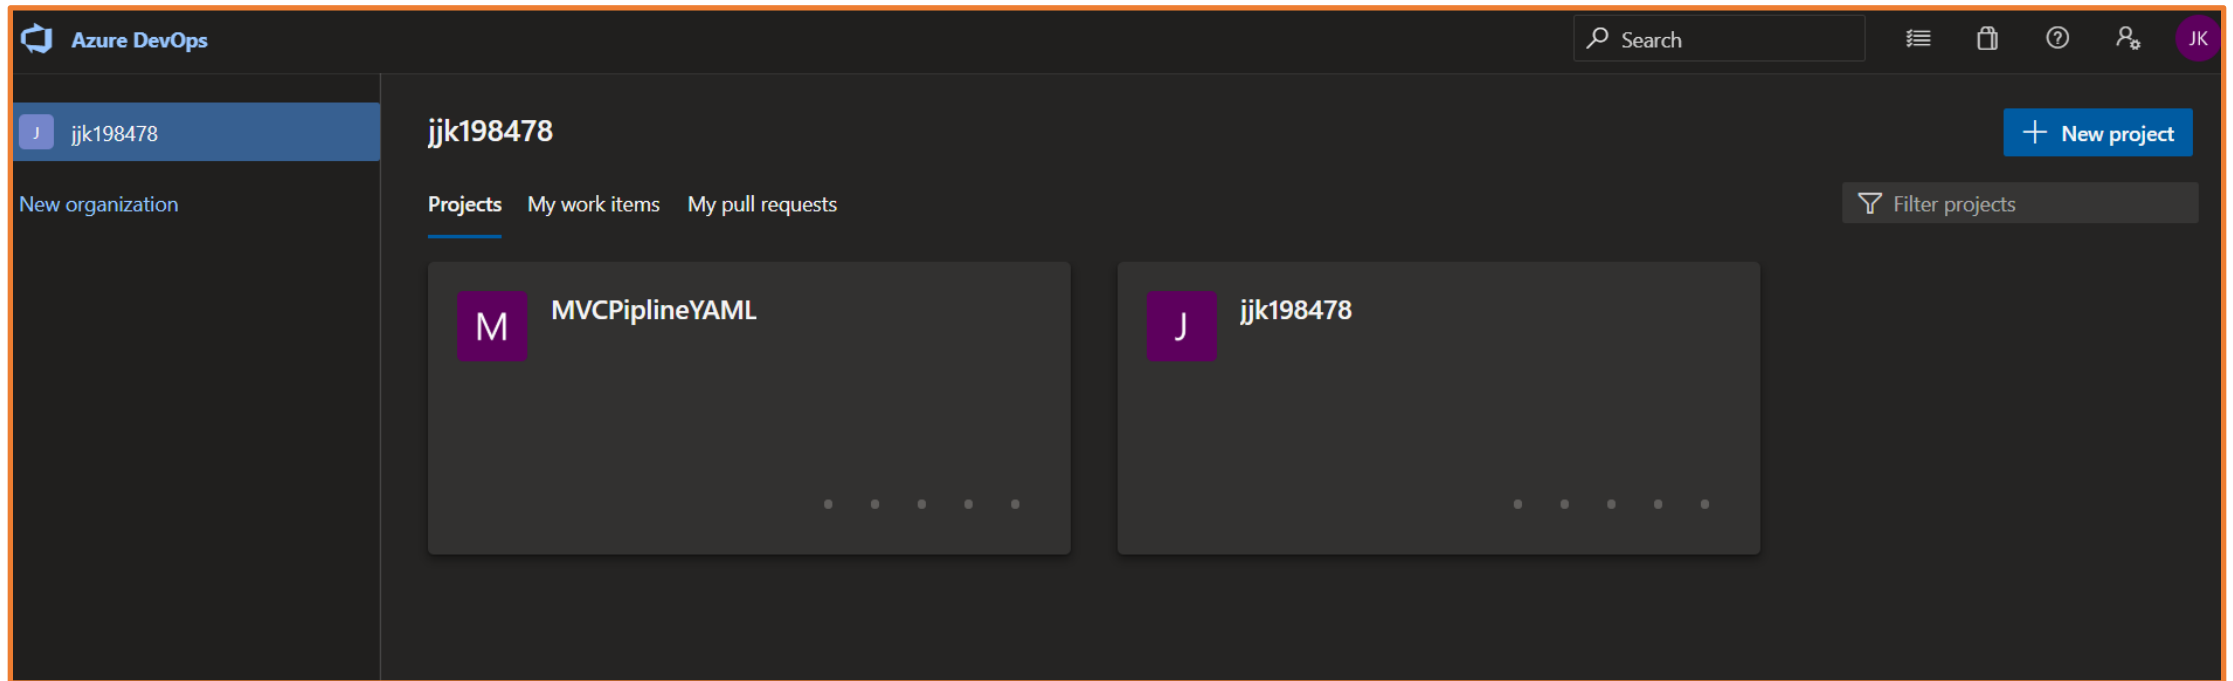 Azure DevOps
Search
JK
J jjk198478
New organization
jjk198478
+ New project
Projects My work items My pull requests
Filter projects
M MVCPiplineYAML
J jjk198478